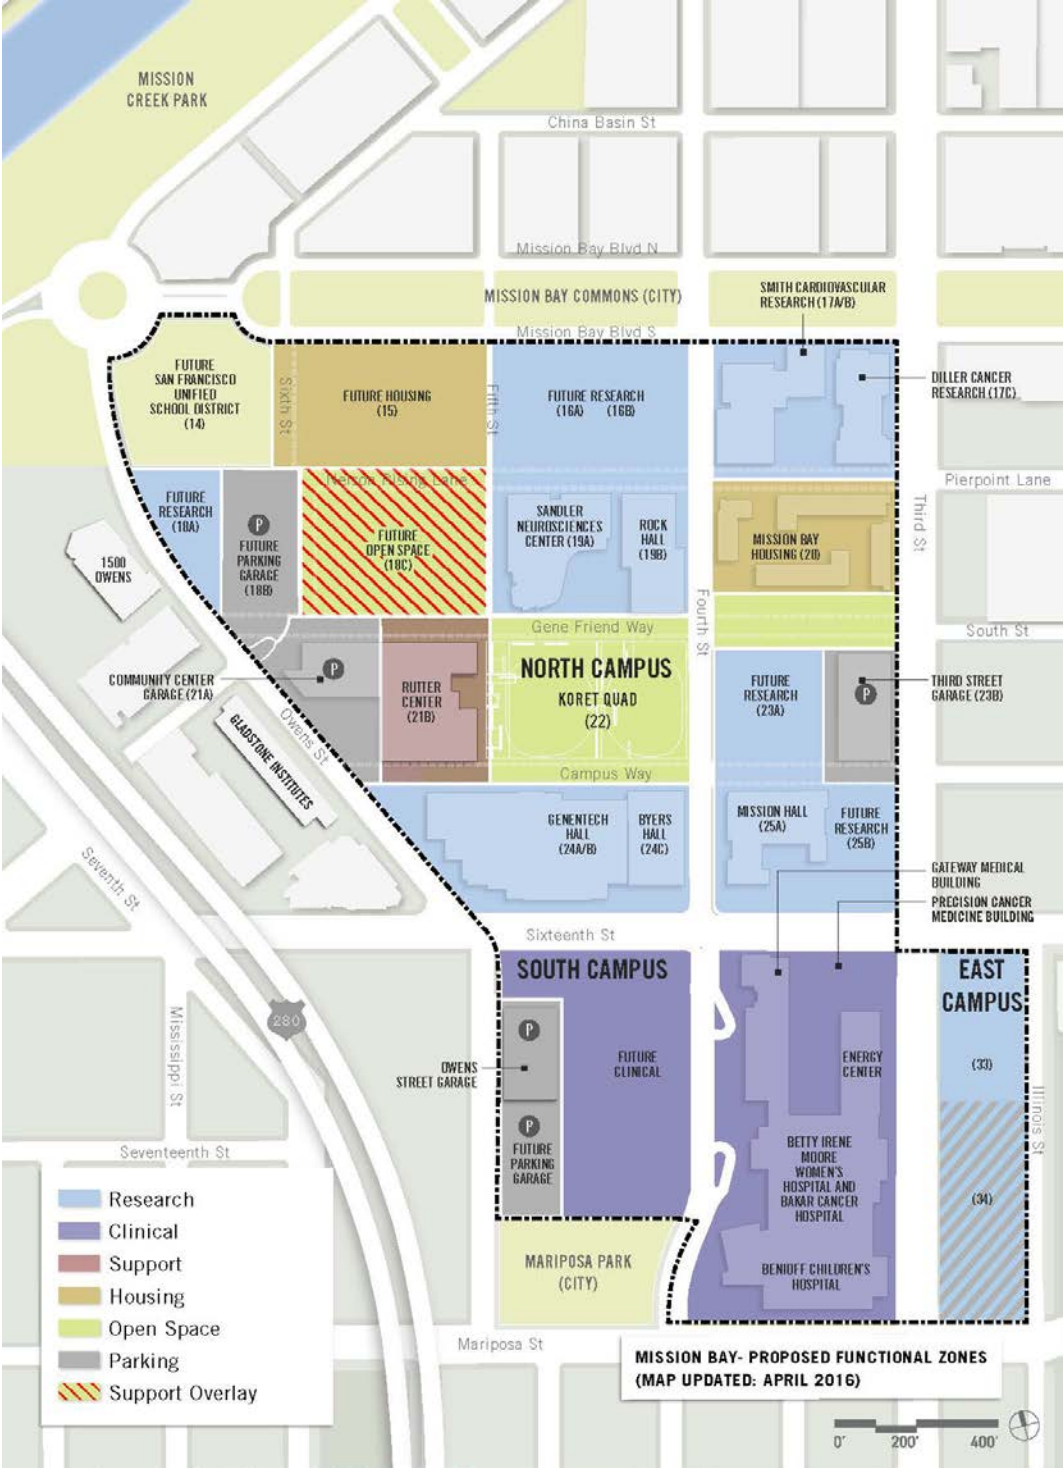 MISSION
CREEK PARK
China Basin St
Mission Bay Blvd N
MISSION BAY COMMONS (CITY)
SMITH CARDIOVASCULAR
RESEARCH (17A/B)
Mission Bay Blvd S
FUTURE
SAN FRANCISCO
UNIFIED
SCHOOL DISTRICT
(14)
Sixth St
FUTURE HOUSING
(15)
Fifth St
FUTURE RESEARCH
(16A) (16B)
DILLER CANCER
RESEARCH (17C)
Nelson Rising Lane
Pierpoint Lane
FUTURE
RESEARCH
(18A)
P
FUTURE
PARKING
GARAGE
(18B)
FUTURE
OPEN SPACE
(18C)
SANDLER
NEUROSCIENCES
CENTER (19A)
ROCK
HALL
(19B)
MISSION BAY
HOUSING (20)
Third St
1500
OWENS
Fourth St
Gene Friend Way
South St
COMMUNITY CENTER
GARAGE (21A)
P
RUTTER
CENTER
(21B)
NORTH CAMPUS
KORET QUAD
(22)
FUTURE
RESEARCH
(23A)
P
THIRD STREET
GARAGE (23B)
Owens St
GLADSTONE INSTITUTES
Campus Way
GENENTECH
HALL
(24A/B)
BYERS
HALL
(24C)
MISSION HALL
(25A)
FUTURE
RESEARCH
(25B)
GATEWAY MEDICAL
BUILDING
PRECISION CANCER
MEDICINE BUILDING
Seventh St
Sixteenth St
SOUTH CAMPUS
EAST
CAMPUS
280
Mississippi St
P
OWENS
STREET GARAGE
FUTURE
CLINICAL
ENERGY
CENTER
(33)
Illinois St
P
FUTURE
PARKING
GARAGE
BETTY IRENE
MOORE
WOMEN'S
HOSPITAL AND
BAKAR CANCER
HOSPITAL
(34)
Seventeenth St
MARIPOSA PARK
(CITY)
BENIOFF CHILDREN'S
HOSPITAL
Research
Clinical
Support
Housing
Open Space
Parking
Support Overlay
Mariposa St
MISSION BAY- PROPOSED FUNCTIONAL ZONES
(MAP UPDATED: APRIL 2016)
0' 200' 400'